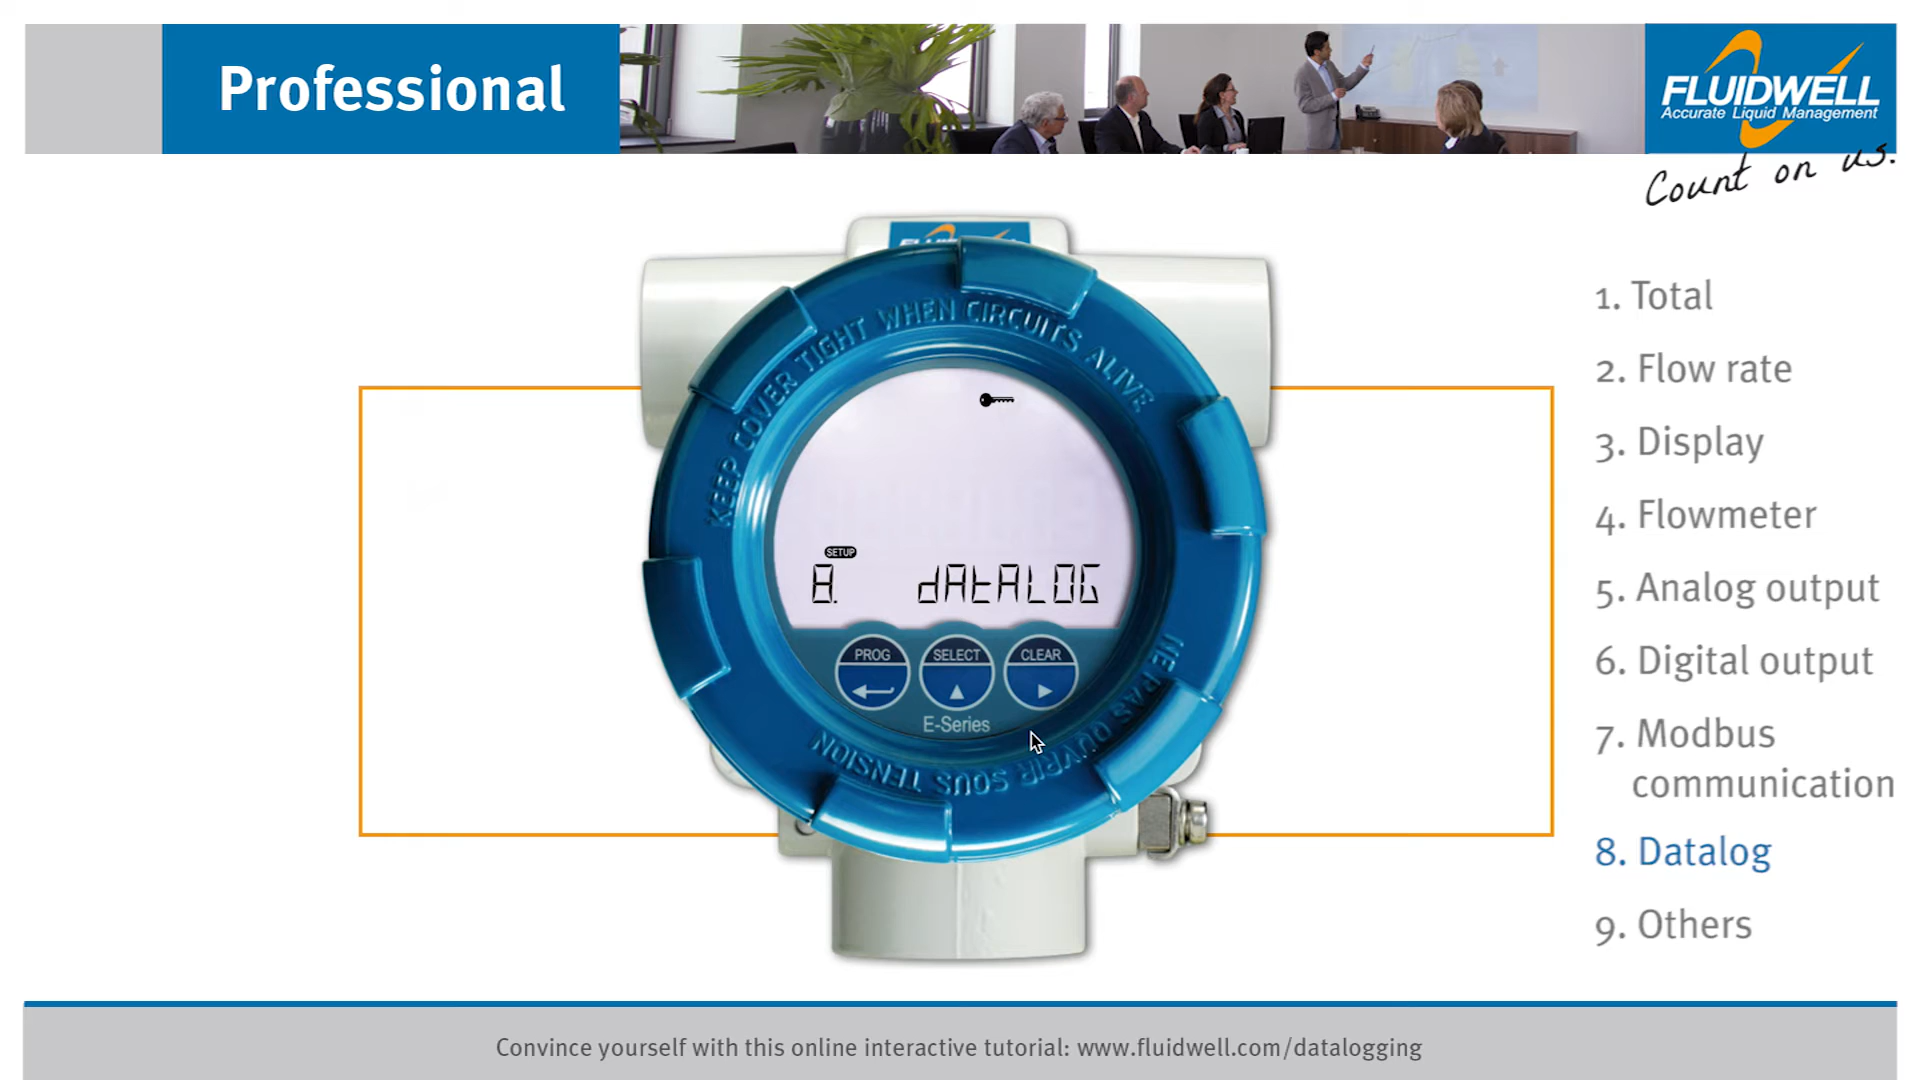 Professional
FLUIDWELL
Accurate Liquid Management
Count on us.
KEEP COVER TIGHT WHEN CIRCUITS ALIVE
SETUP
8. dAtALOG
PROG
SELECT
CLEAR
E-Series
NE PAS OUVRIR SOUS TENSION
1. Total
2. Flow rate
3. Display
4. Flowmeter
5. Analog output
6. Digital output
7. Modbus
communication
8. Datalog
9. Others
Convince yourself with this online interactive tutorial: www.fluidwell.com/datalogging